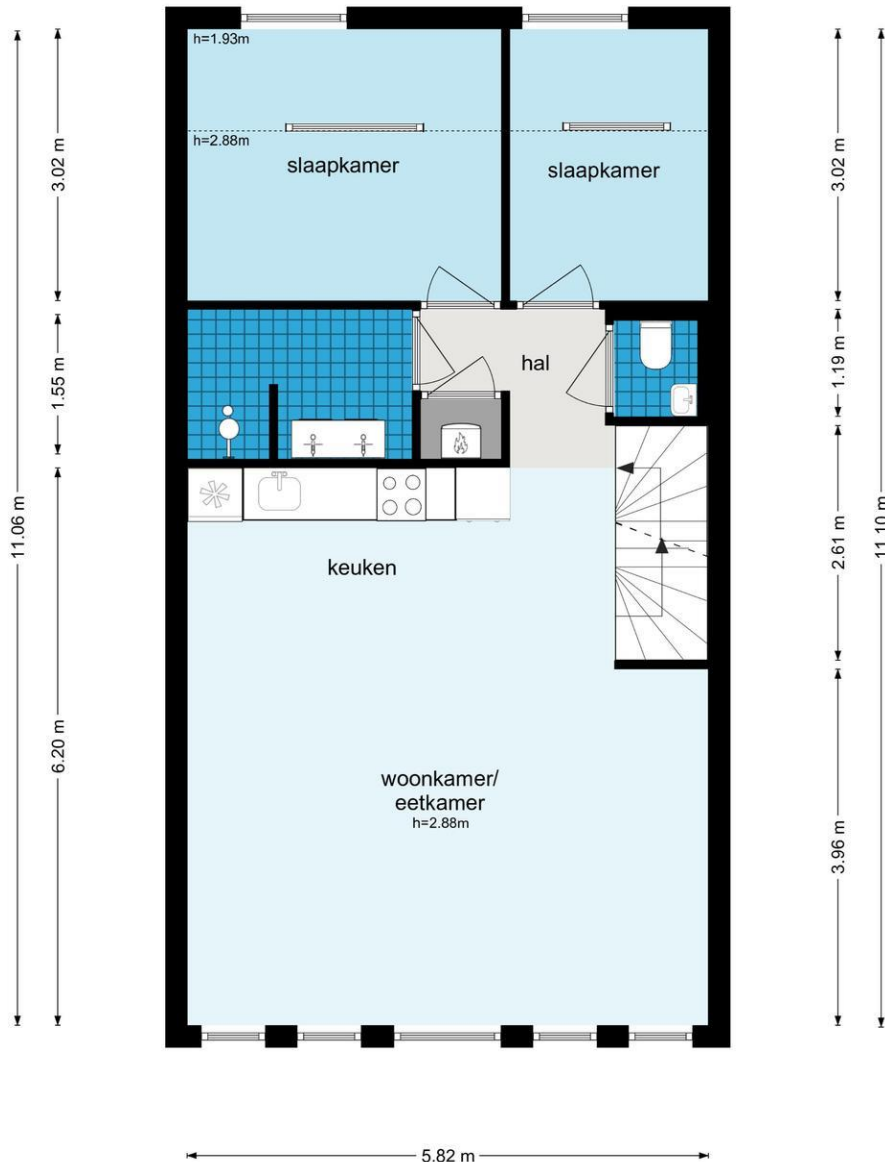 h=1.93m
h=2.88m
slaapkamer
slaapkamer
hal
keuken
woonkamer/
eetkamer
h=2.88m
11.06 m
3.02 m
1.55 m
6.20 m
3.02 m
1.19 m
2.61 m
3.96 m
11.10 m
5.82 m